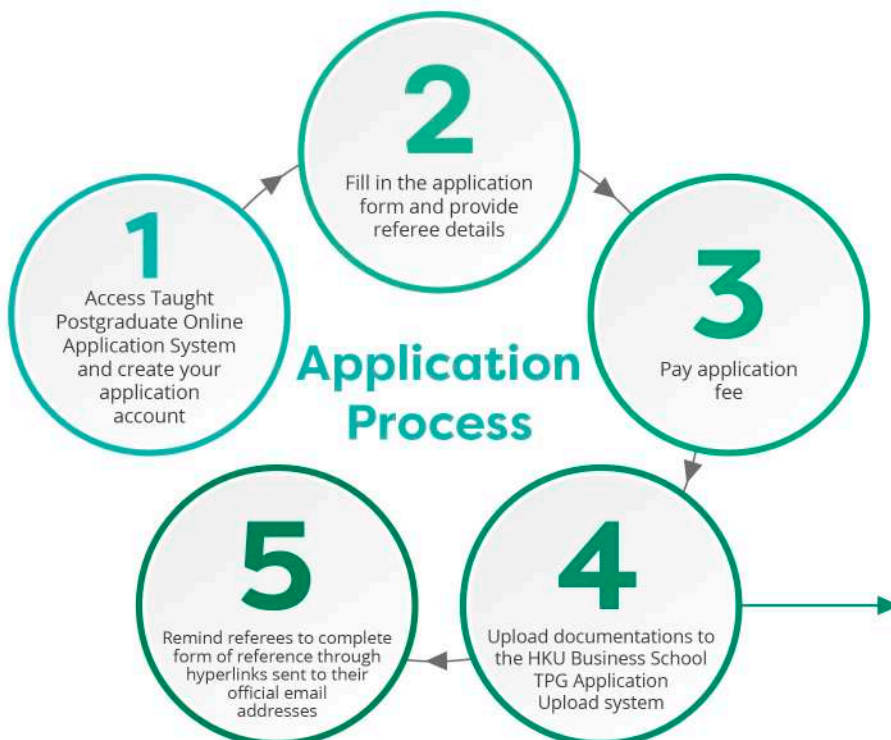 1
Access Taught
Postgraduate Online
Application System
and create your
application
account
2
Fill in the application
form and provide
referee details
3
Pay application
fee
Application
Process
4
Upload documentations to
the HKU Business School
TPG Application
Upload system
5
Remind referees to complete
form of reference through
hyperlinks sent to their
official email
addresses